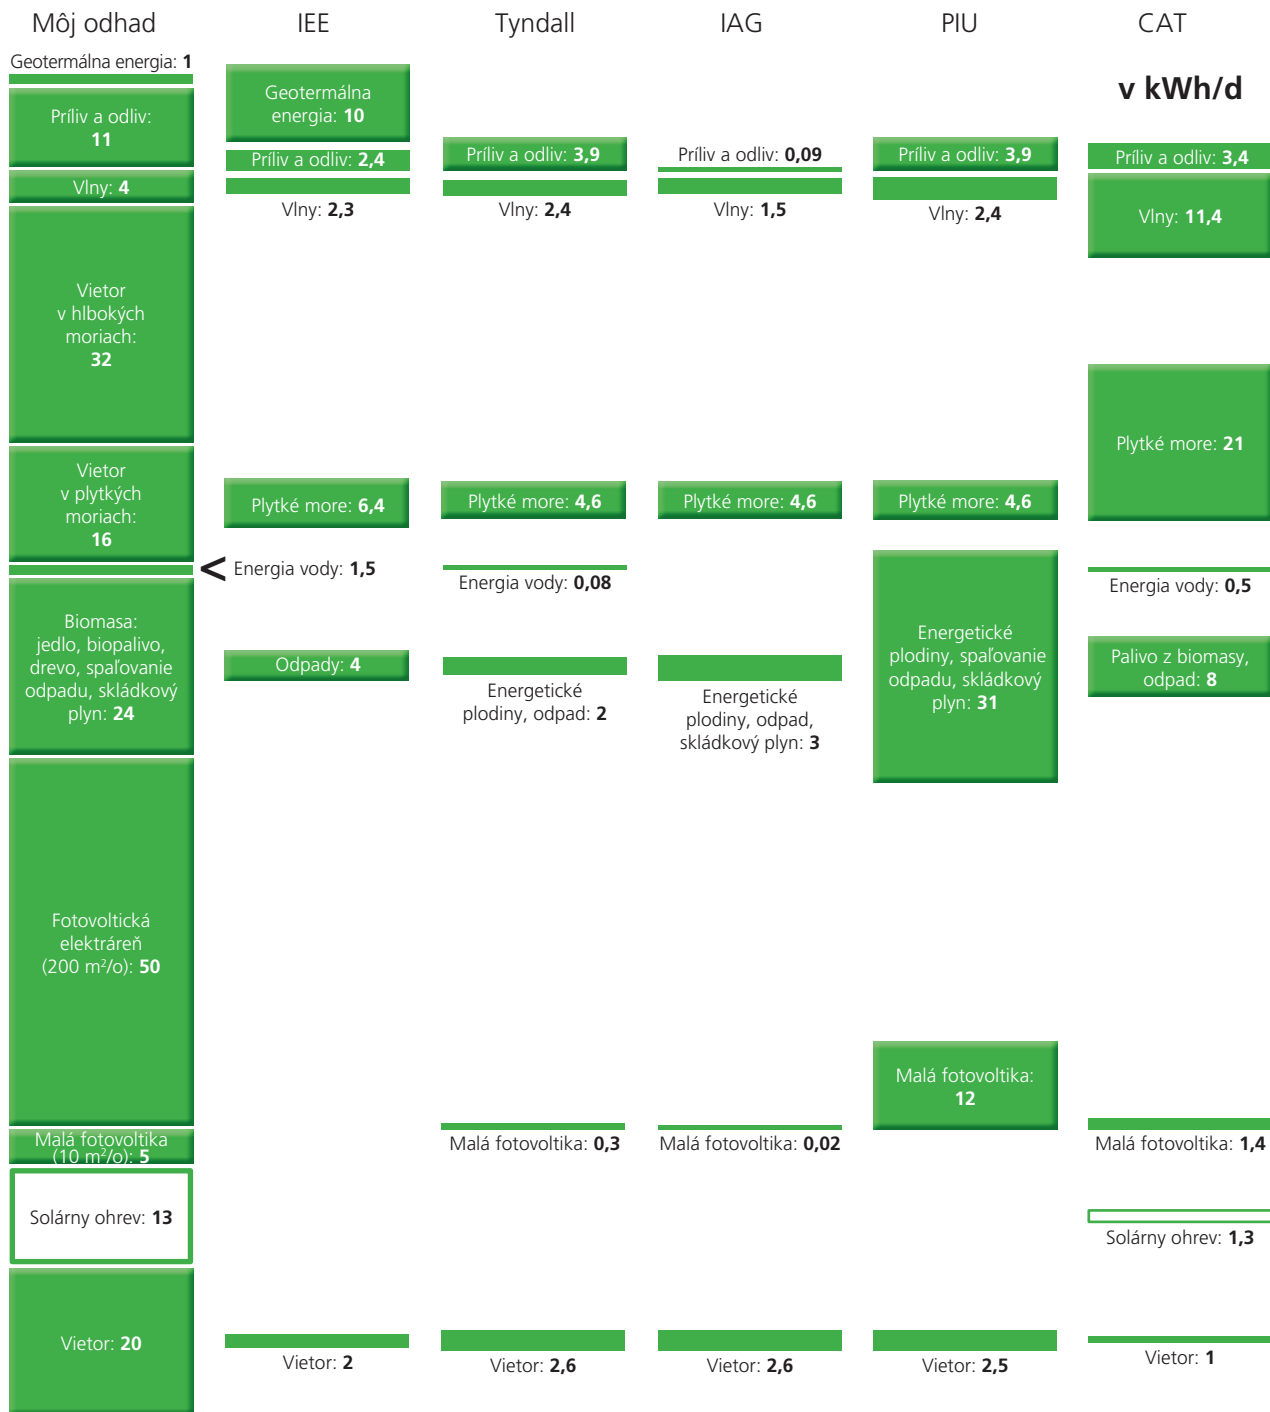 Môj odhad
IEE
Tyndall
IAG
PIU
CAT
v kWh/d
Geotermálna energia: 1
Príliv a odliv:
11
Vlny: 4
Vietor
v hlbokých
moriach:
32
Vietor
v plytkých
moriach:
16
Biomasa:
jedlo, biopalivo,
drevo, spaľovanie
odpadu, skládkový
plyn: 24
Fotovoltická
elektráreň
(200 m²/o): 50
Malá fotovoltika
(10 m²/o): 5
Solárny ohrev: 13
Vietor: 20
Geotermálna
energia: 10
Príliv a odliv: 2,4
Vlny: 2,3
Plytké more: 6,4
< Energia vody: 1,5
Odpady: 4
Vietor: 2
Príliv a odliv: 3,9
Vlny: 2,4
Plytké more: 4,6
Energia vody: 0,08
Energetické
plodiny, odpad: 2
Malá fotovoltika: 0,3
Vietor: 2,6
Príliv a odliv: 0,09
Vlny: 1,5
Plytké more: 4,6
Energetické
plodiny, odpad,
skládkový plyn: 3
Malá fotovoltika: 0,02
Vietor: 2,6
Príliv a odliv: 3,9
Vlny: 2,4
Plytké more: 4,6
Energetické
plodiny, spaľovanie
odpadu, skládkový
plyn: 31
Malá fotovoltika:
12
Vietor: 2,5
Príliv a odliv: 3,4
Vlny: 11,4
Plytké more: 21
Energia vody: 0,5
Palivo z biomasy,
odpad: 8
Malá fotovoltika: 1,4
Solárny ohrev: 1,3
Vietor: 1